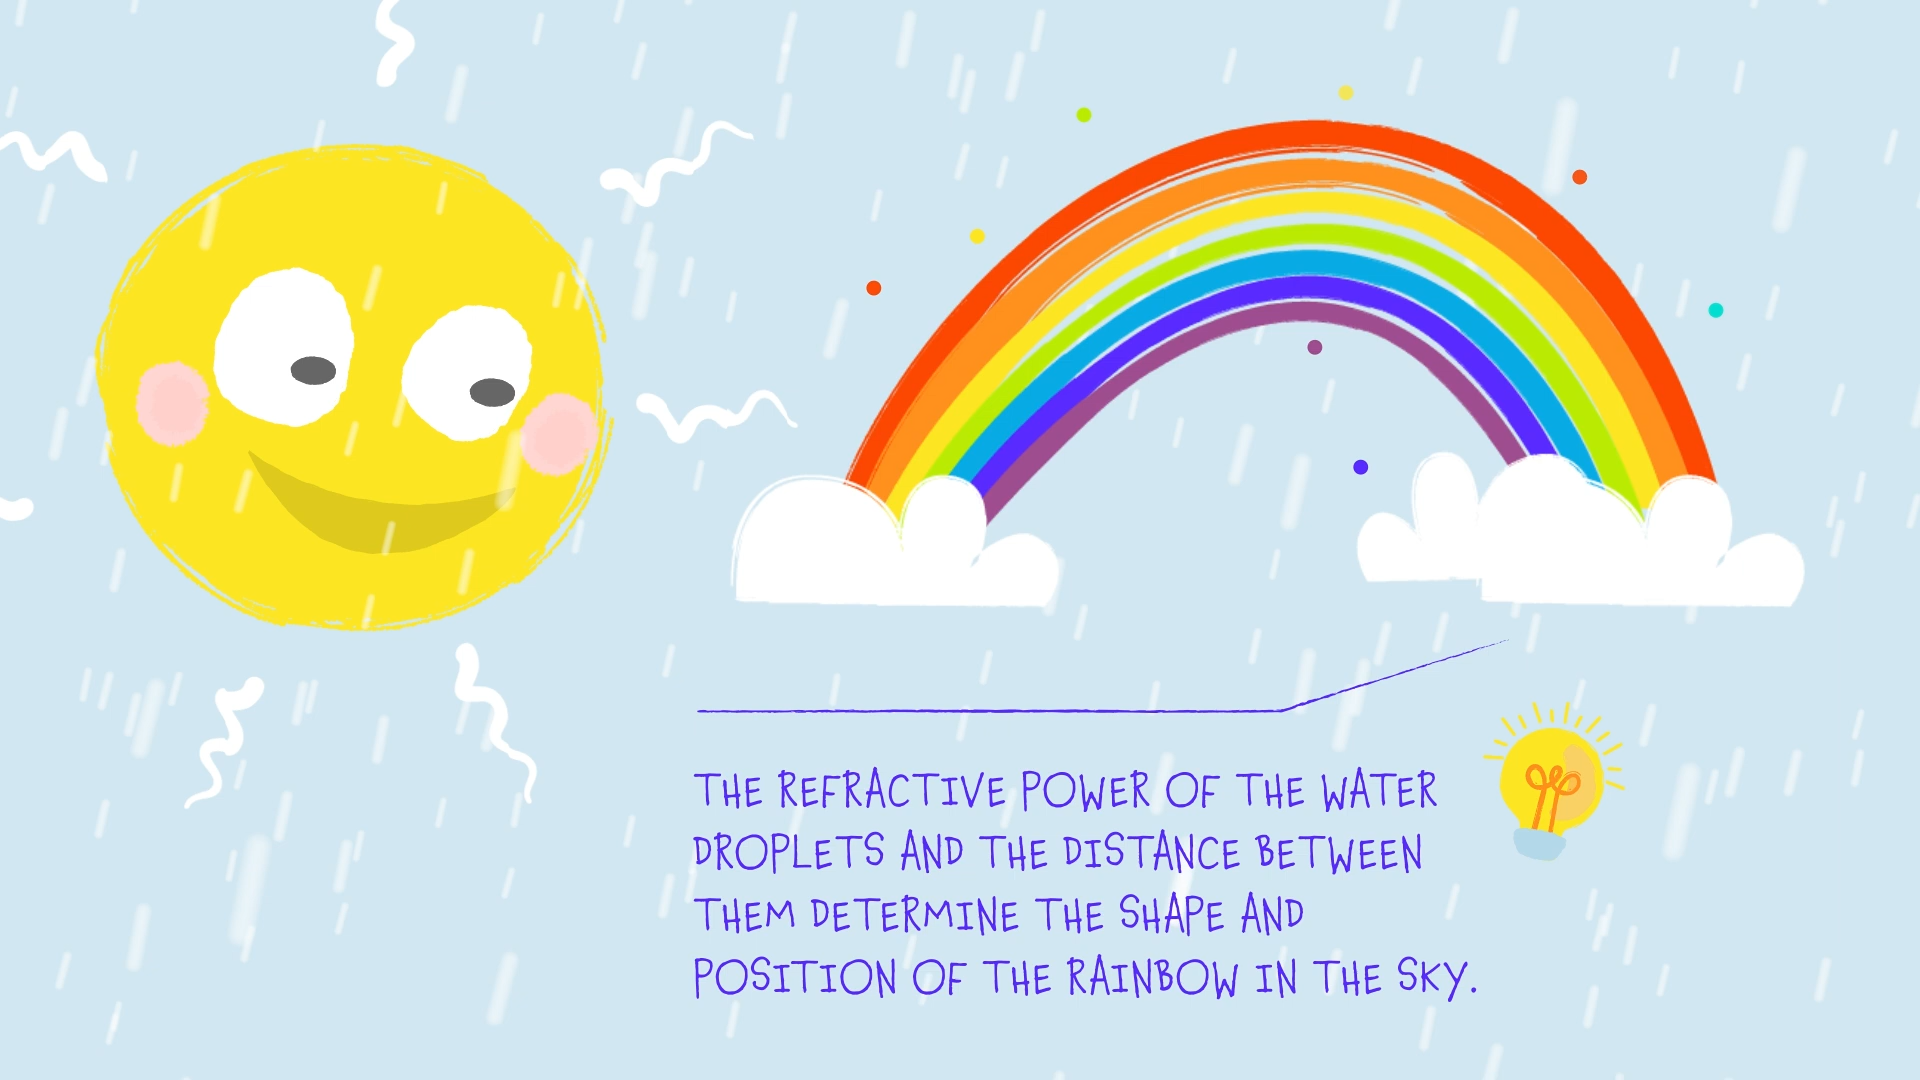 THE REFRACTIVE POWER OF THE WATER
DROPLETS AND THE DISTANCE BETWEEN
THEM DETERMINE THE SHAPE AND
POSITION OF THE RAINBOW IN THE SKY.